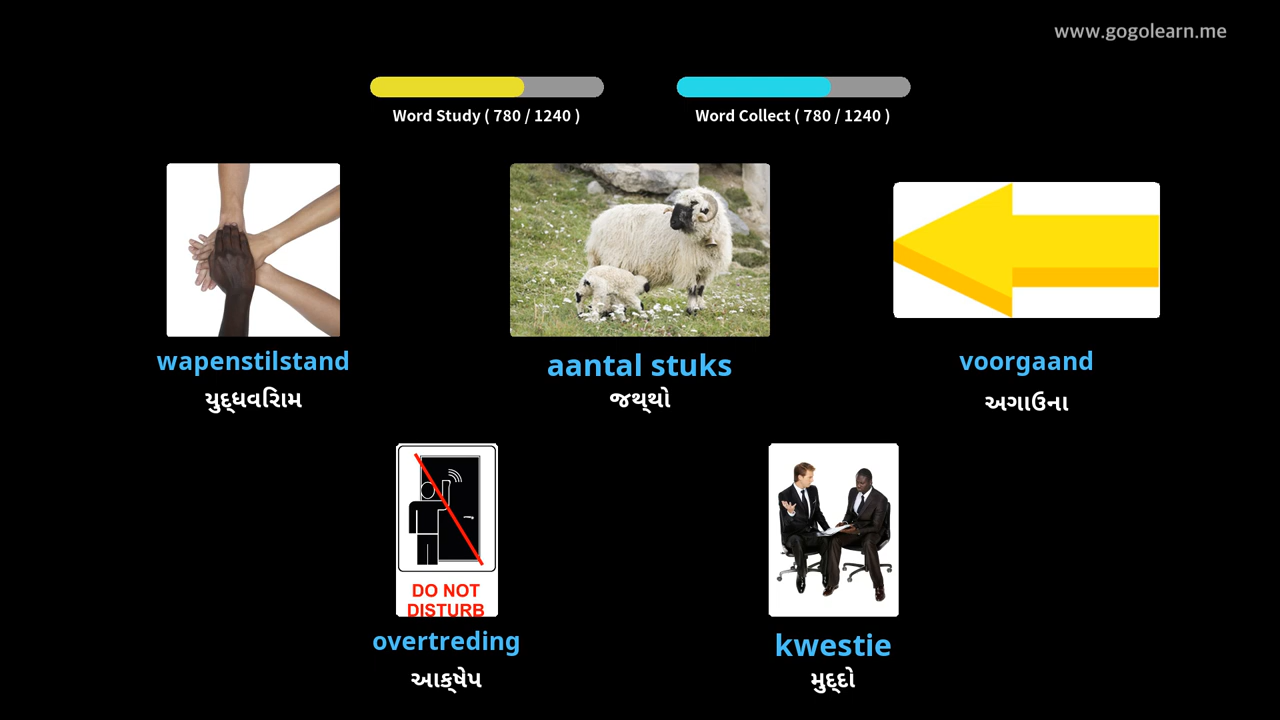 www.gogolearn.me
Word Study ( 780 / 1240 )
Word Collect ( 780 / 1240 )
wapenstilstand
યુદ્ધવિરામ
aantal stuks
જથ્થો
voorgaand
અગાઉના
DO NOT
DISTURB
overtreding
આક્ષેપ
kwestie
મુદ્દો